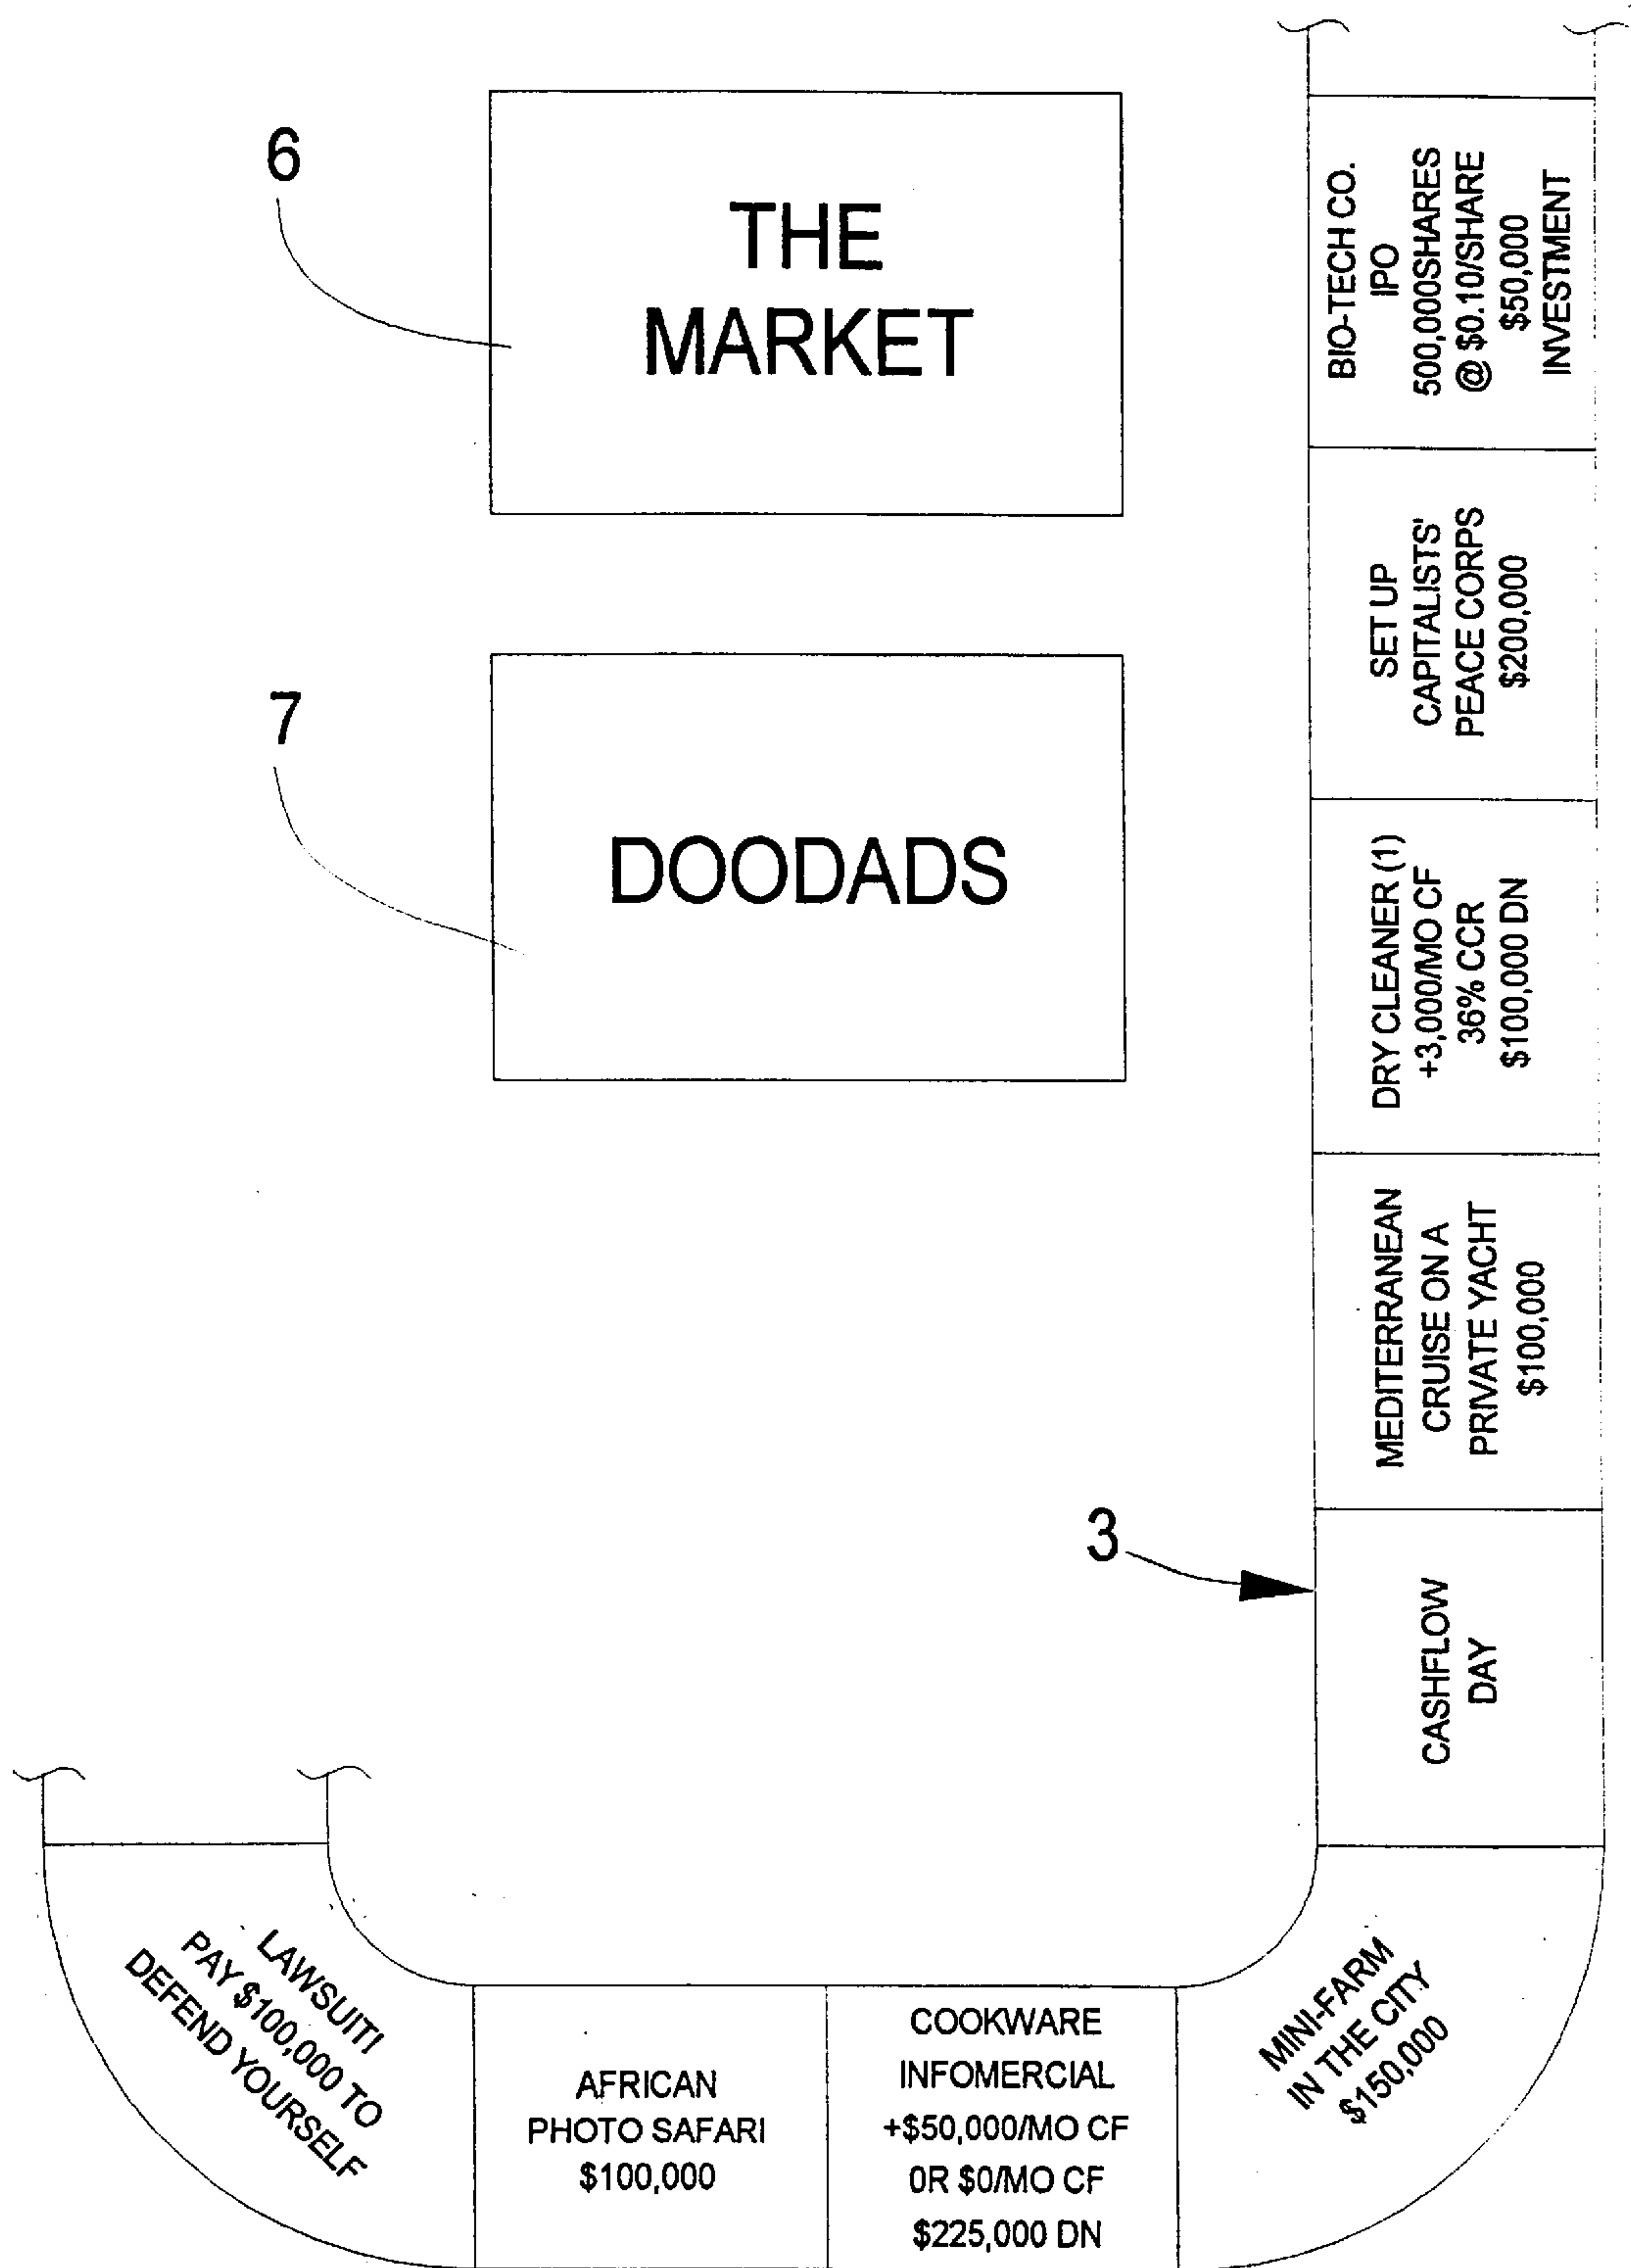 6
THE
MARKET
7
DOODADS
BIO-TECH CO.
IPO
500,000SHARES
@ $0.10/SHARE
$50,000
INVESTMENT
SET UP
CAPITALISTS'
PEACE CORPS
$200,000
DRY CLEANER (1)
+3,000/MO CF
36% CCR
$100,000 DN
MEDITERRANEAN
CRUISE ON A
PRIVATE YACHT
$100,000
3
CASHFLOW
DAY
MINI-FARM
IN THE CITY
$150,000
COOKWARE
INFOMERCIAL
+$50,000/MO CF
0R $0/MO CF
$225,000 DN
AFRICAN
PHOTO SAFARI
$100,000
LAWSUIT!
PAY $100,000 TO
DEFEND YOURSELF